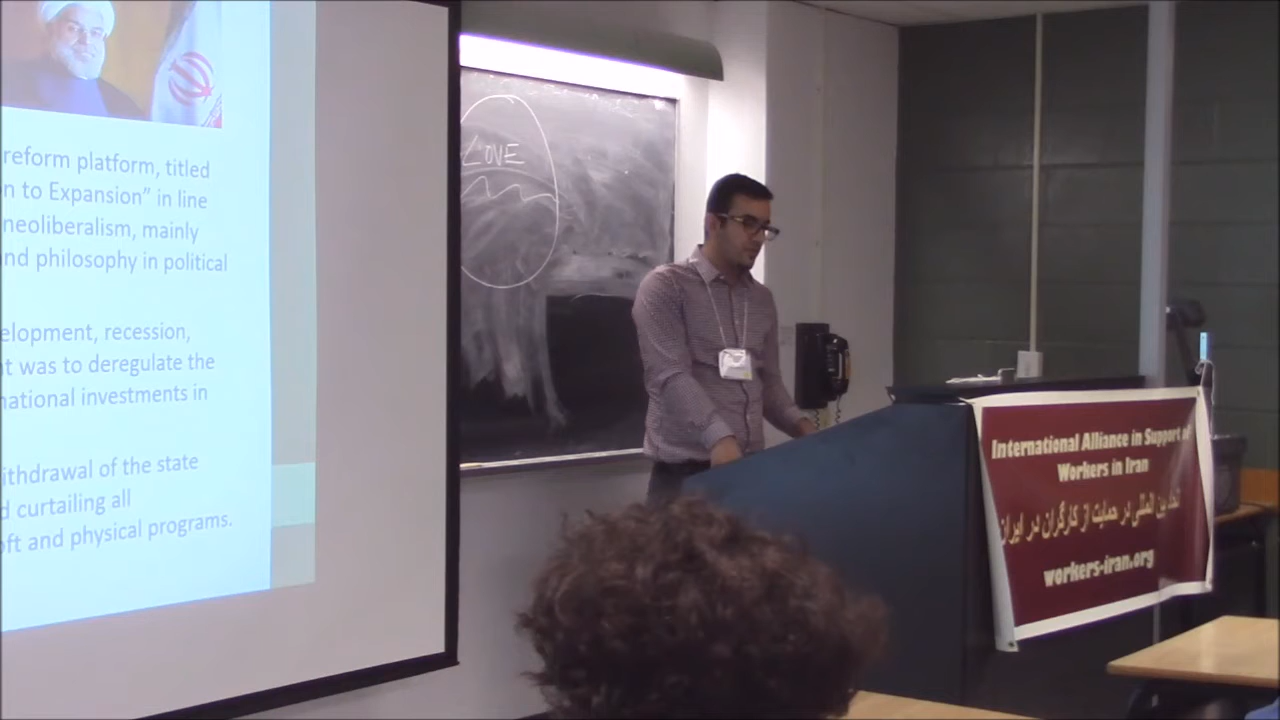 reform platform, titled
n to Expansion” in line
neoliberalism, mainly
nd philosophy in political
elopment, recession,
t was to deregulate the
national investments in
ithdrawal of the state
d curtailing all
oft and physical programs.
LOVE
International Alliance in Support of
Workers in Iran
اتحاد بین المللی در حمایت از کارگران در ایران
workers-iran.org